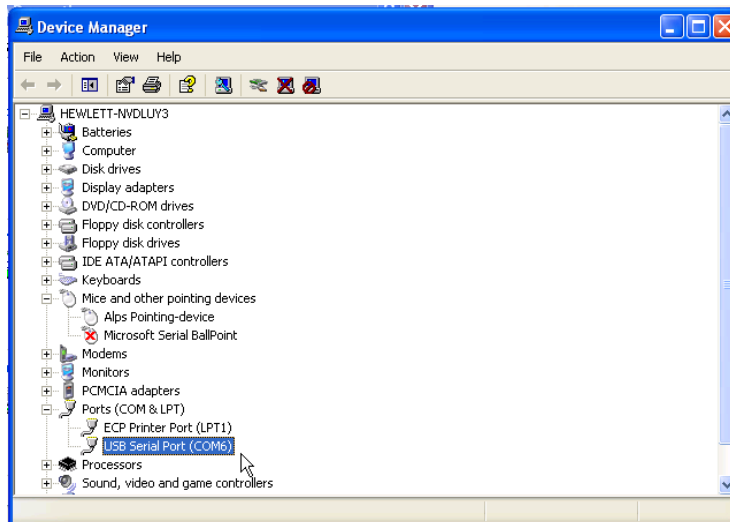 Device Manager
File Action View Help
HEWLETT-NVDLUY3
Batteries
Computer
Disk drives
Display adapters
DVD/CD-ROM drives
Floppy disk controllers
Floppy disk drives
IDE ATA/ATAPI controllers
Keyboards
Mice and other pointing devices
Alps Pointing-device
Microsoft Serial BallPoint
Modems
Monitors
PCMCIA adapters
Ports (COM & LPT)
ECP Printer Port (LPT1)
USB Serial Port (COM6)
Processors
Sound, video and game controllers